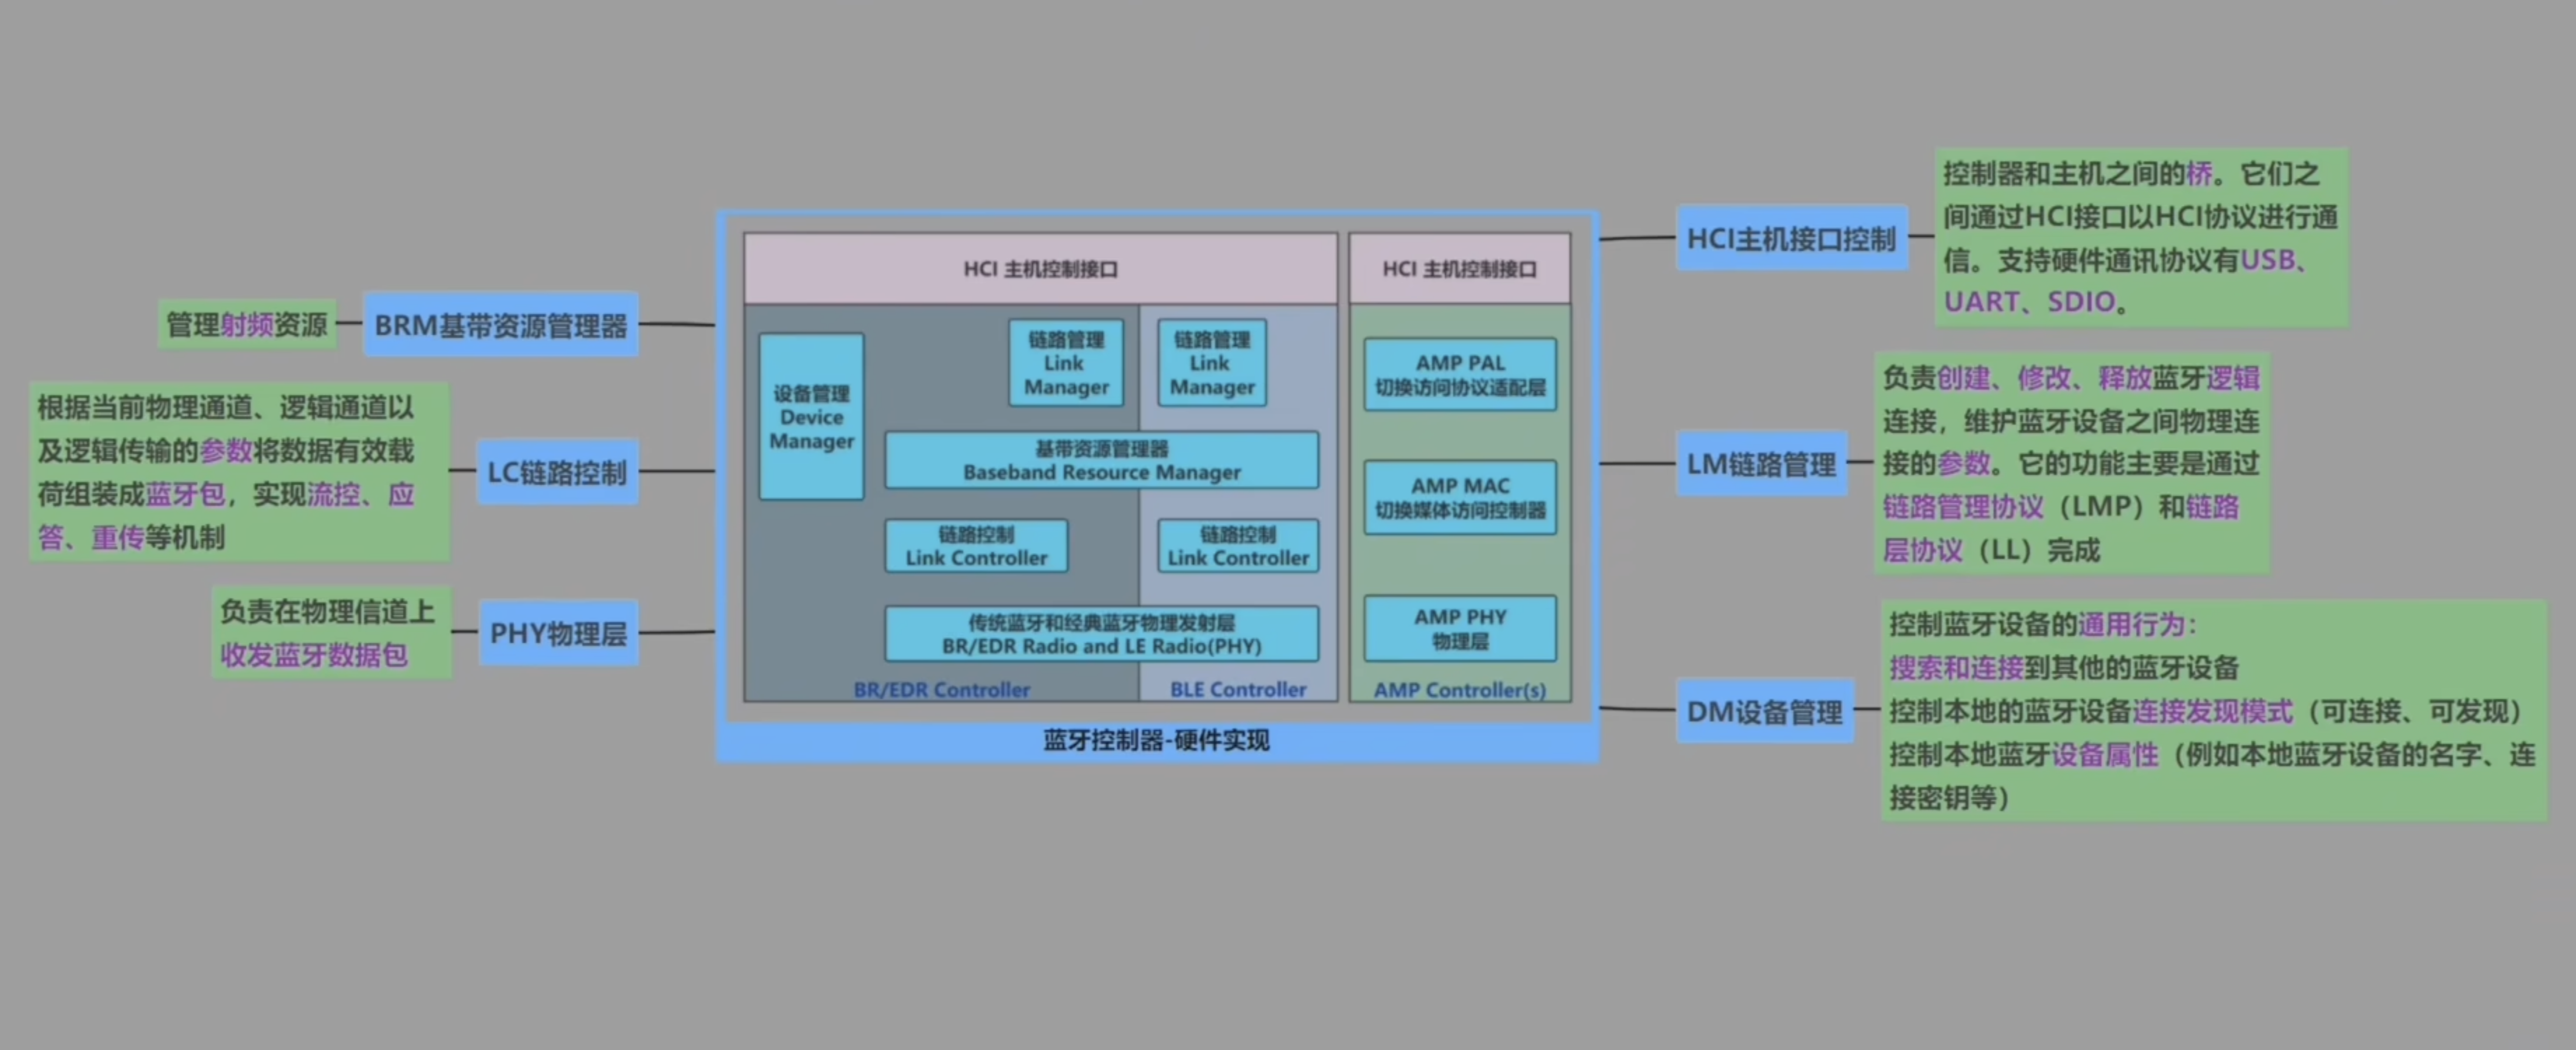 管理射频资源
BRM基带资源管理器
根据当前物理通道、逻辑通道以
及逻辑传输的参数将数据有效载
荷组装成蓝牙包，实现流控、应
答、重传等机制
LC链路控制
负责在物理信道上
收发蓝牙数据包
PHY物理层
HCI 主机控制接口
HCI 主机控制接口
设备管理
Device
Manager
链路管理
Link
Manager
链路管理
Link
Manager
基带资源管理器
Baseband Resource Manager
链路控制
Link Controller
链路控制
Link Controller
传统蓝牙和经典蓝牙物理发射层
BR/EDR Radio and LE Radio(PHY)
BR/EDR Controller
BLE Controller
AMP PAL
切换访问协议适配层
AMP MAC
切换媒体访问控制器
AMP PHY
物理层
AMP Controller(s)
蓝牙控制器-硬件实现
HCI主机接口控制
控制器和主机之间的桥。它们之
间通过HCI接口以HCI协议进行通
信。支持硬件通讯协议有USB、
UART、SDIO。
LM链路管理
负责创建、修改、释放蓝牙逻辑
连接，维护蓝牙设备之间物理连
接的参数。它的功能主要是通过
链路管理协议（LMP）和链路
层协议（LL）完成
DM设备管理
控制蓝牙设备的通用行为：
搜索和连接到其他的蓝牙设备
控制本地的蓝牙设备连接发现模式（可连接、可发现）
控制本地蓝牙设备属性（例如本地蓝牙设备的名字、连
接密钥等）